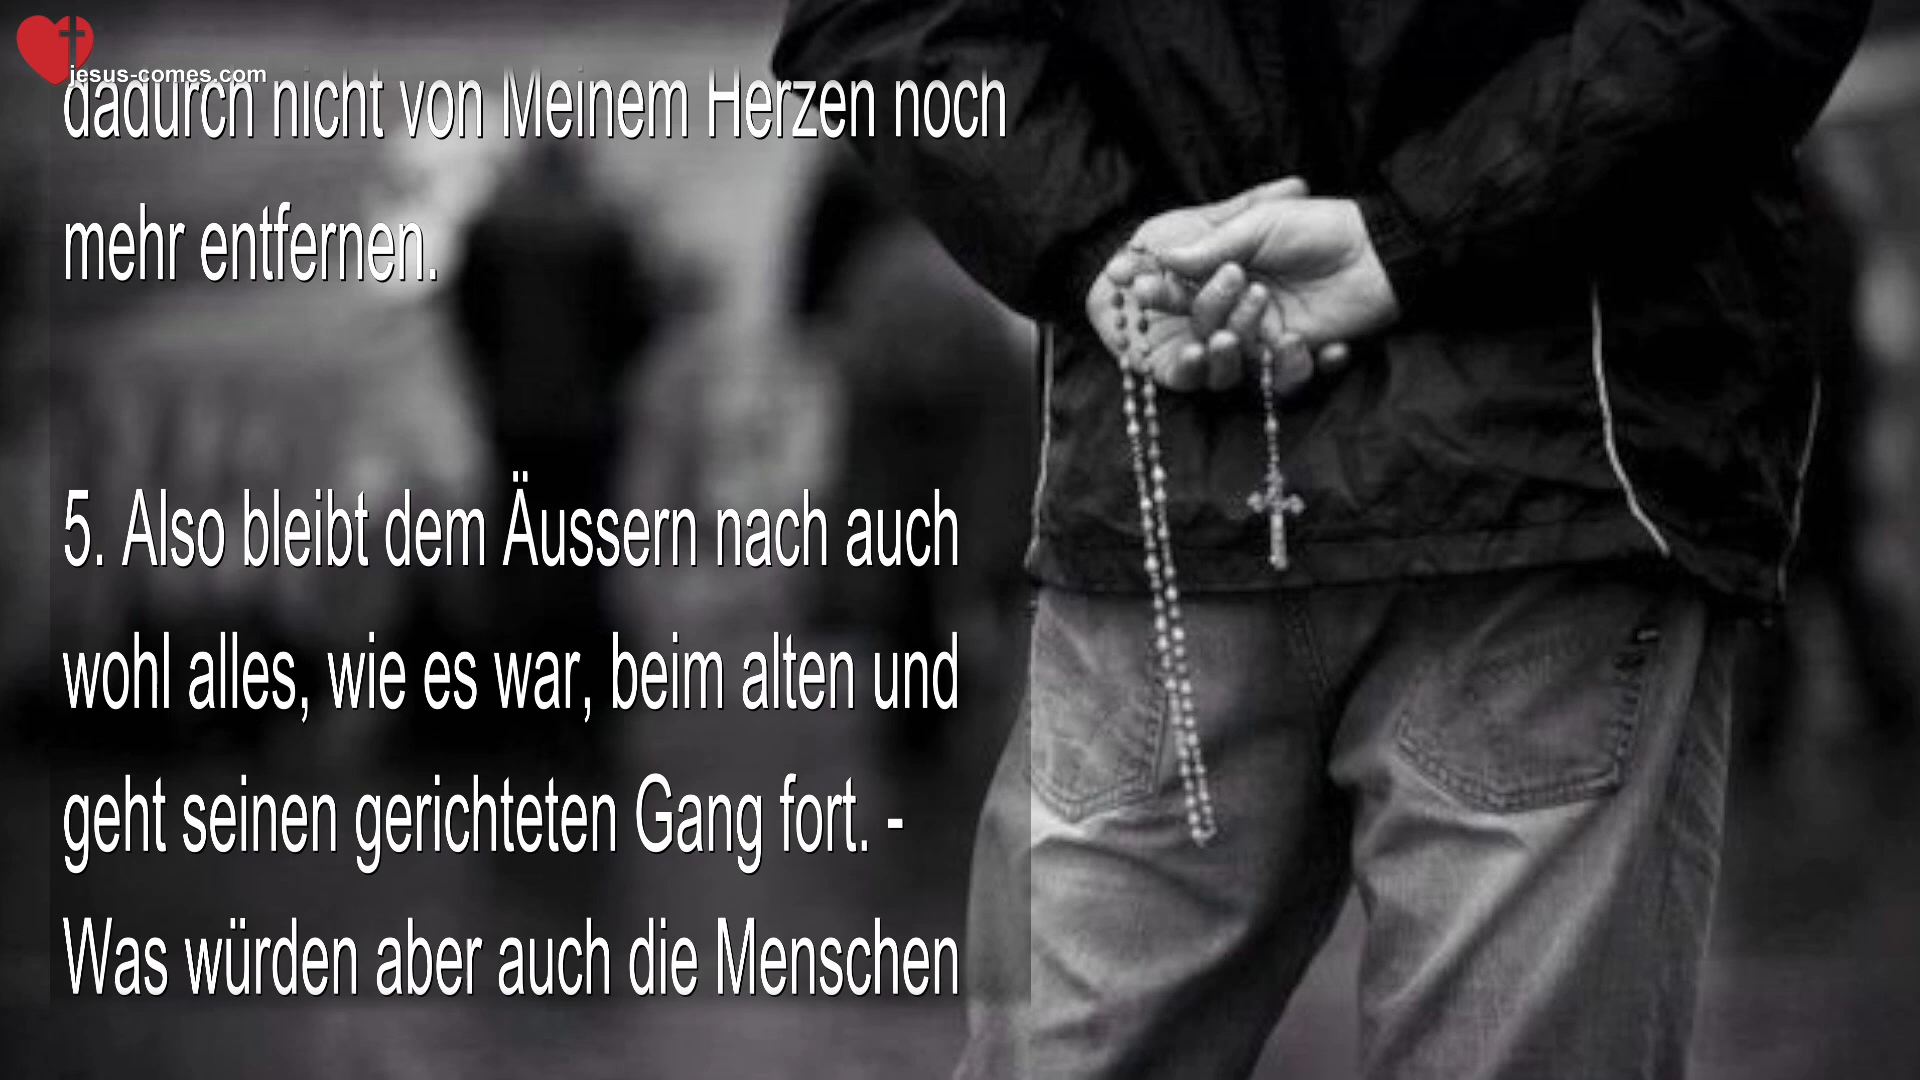 jesus-comes.com
dadurch nicht von Meinem Herzen noch
mehr entfernen.
5. Also bleibt dem Äussern nach auch
wohl alles, wie es war, beim alten und
geht seinen gerichteten Gang fort. -
Was würden aber auch die Menschen